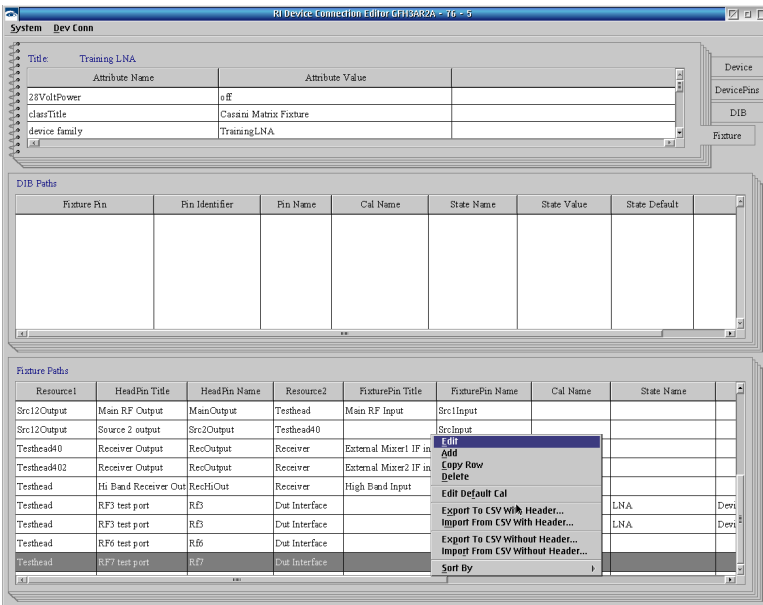 RI Device Connection Editor GFH3AR2A - 76 - 5
System Dev Conn
Title: Training LNA
Attribute Name Attribute Value
28VoltPower off
classTitle Cassini Matrix Fixture
device family TrainingLNA
Device
DevicePins
DIB
Fixture
DIB Paths
Fixture Pin Pin Identifier Pin Name Cal Name State Name State Value State Default
Fixture Paths
Resource1 HeadPin Title HeadPin Name Resource2 FixturePin Title FixturePin Name Cal Name State Name
Src12Output Main RF Output MainOutput Testhead Main RF Input Src1Input
Src12Output Source 2 output Src2Output Testhead40 SrcInput
Testhead40 Receiver Output RecOutput Receiver External Mixer1 IF in
Testhead402 Receiver Output RecOutput Receiver External Mixer2 IF in
Testhead Hi Band Receiver Out RecHiOut Receiver High Band Input
Testhead RF3 test port Rf3 Dut Interface LNA Devi
Testhead RF3 test port Rf3 Dut Interface LNA Devi
Testhead RF6 test port Rf6 Dut Interface
Testhead RF7 test port Rf7 Dut Interface
Edit
Add
Copy Row
Delete
Edit Default Cal
Export To CSV With Header...
Import From CSV With Header...
Export To CSV Without Header...
Import From CSV Without Header...
Sort By